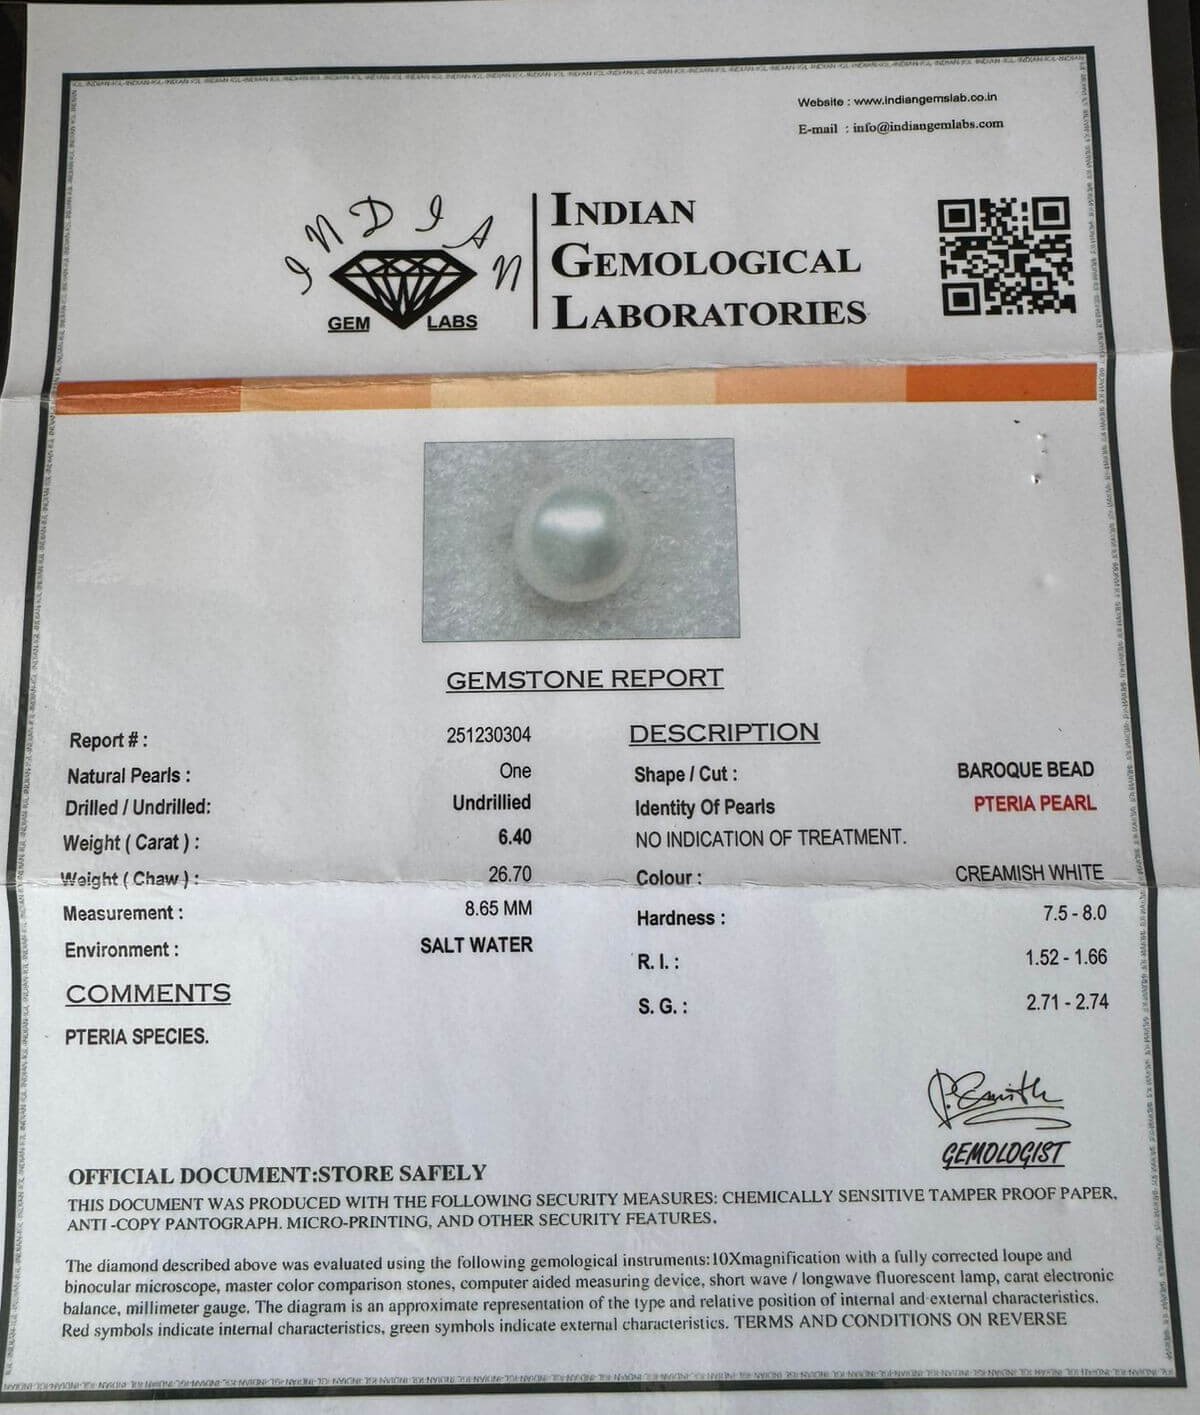 Website : www.indiangemslab.co.in
E-mail : info@indiangemlabs.com
INDIAN
GEM LABS
INDIAN
GEMOLOGICAL
LABORATORIES
GEMSTONE REPORT
Report # : 251230304
Natural Pearls : One
Drilled / Undrilled: Undrillied
Weight ( Carat ) : 6.40
Weight ( Chaw ) : 26.70
Measurement : 8.65 MM
Environment : SALT WATER
COMMENTS
PTERIA SPECIES.
DESCRIPTION
Shape / Cut : BAROQUE BEAD
Identity Of Pearls PTERIA PEARL
NO INDICATION OF TREATMENT.
Colour : CREAMISH WHITE
Hardness : 7.5 - 8.0
R. I. : 1.52 - 1.66
S. G. : 2.71 - 2.74
P. Smith
GEMOLOGIST
OFFICIAL DOCUMENT:STORE SAFELY
THIS DOCUMENT WAS PRODUCED WITH THE FOLLOWING SECURITY MEASURES: CHEMICALLY SENSITIVE TAMPER PROOF PAPER,
ANTI -COPY PANTOGRAPH. MICRO-PRINTING, AND OTHER SECURITY FEATURES.
The diamond described above was evaluated using the following gemological instruments:10Xmagnification with a fully corrected loupe and
binocular microscope, master color comparison stones, computer aided measuring device, short wave / longwave fluorescent lamp, carat electronic
balance, millimeter gauge, The diagram is an approximate representation of the type and relative position of internal and external characteristics.
Red symbols indicate internal characteristics, green symbols indicate external characteristics. TERMS AND CONDITIONS ON REVERSE